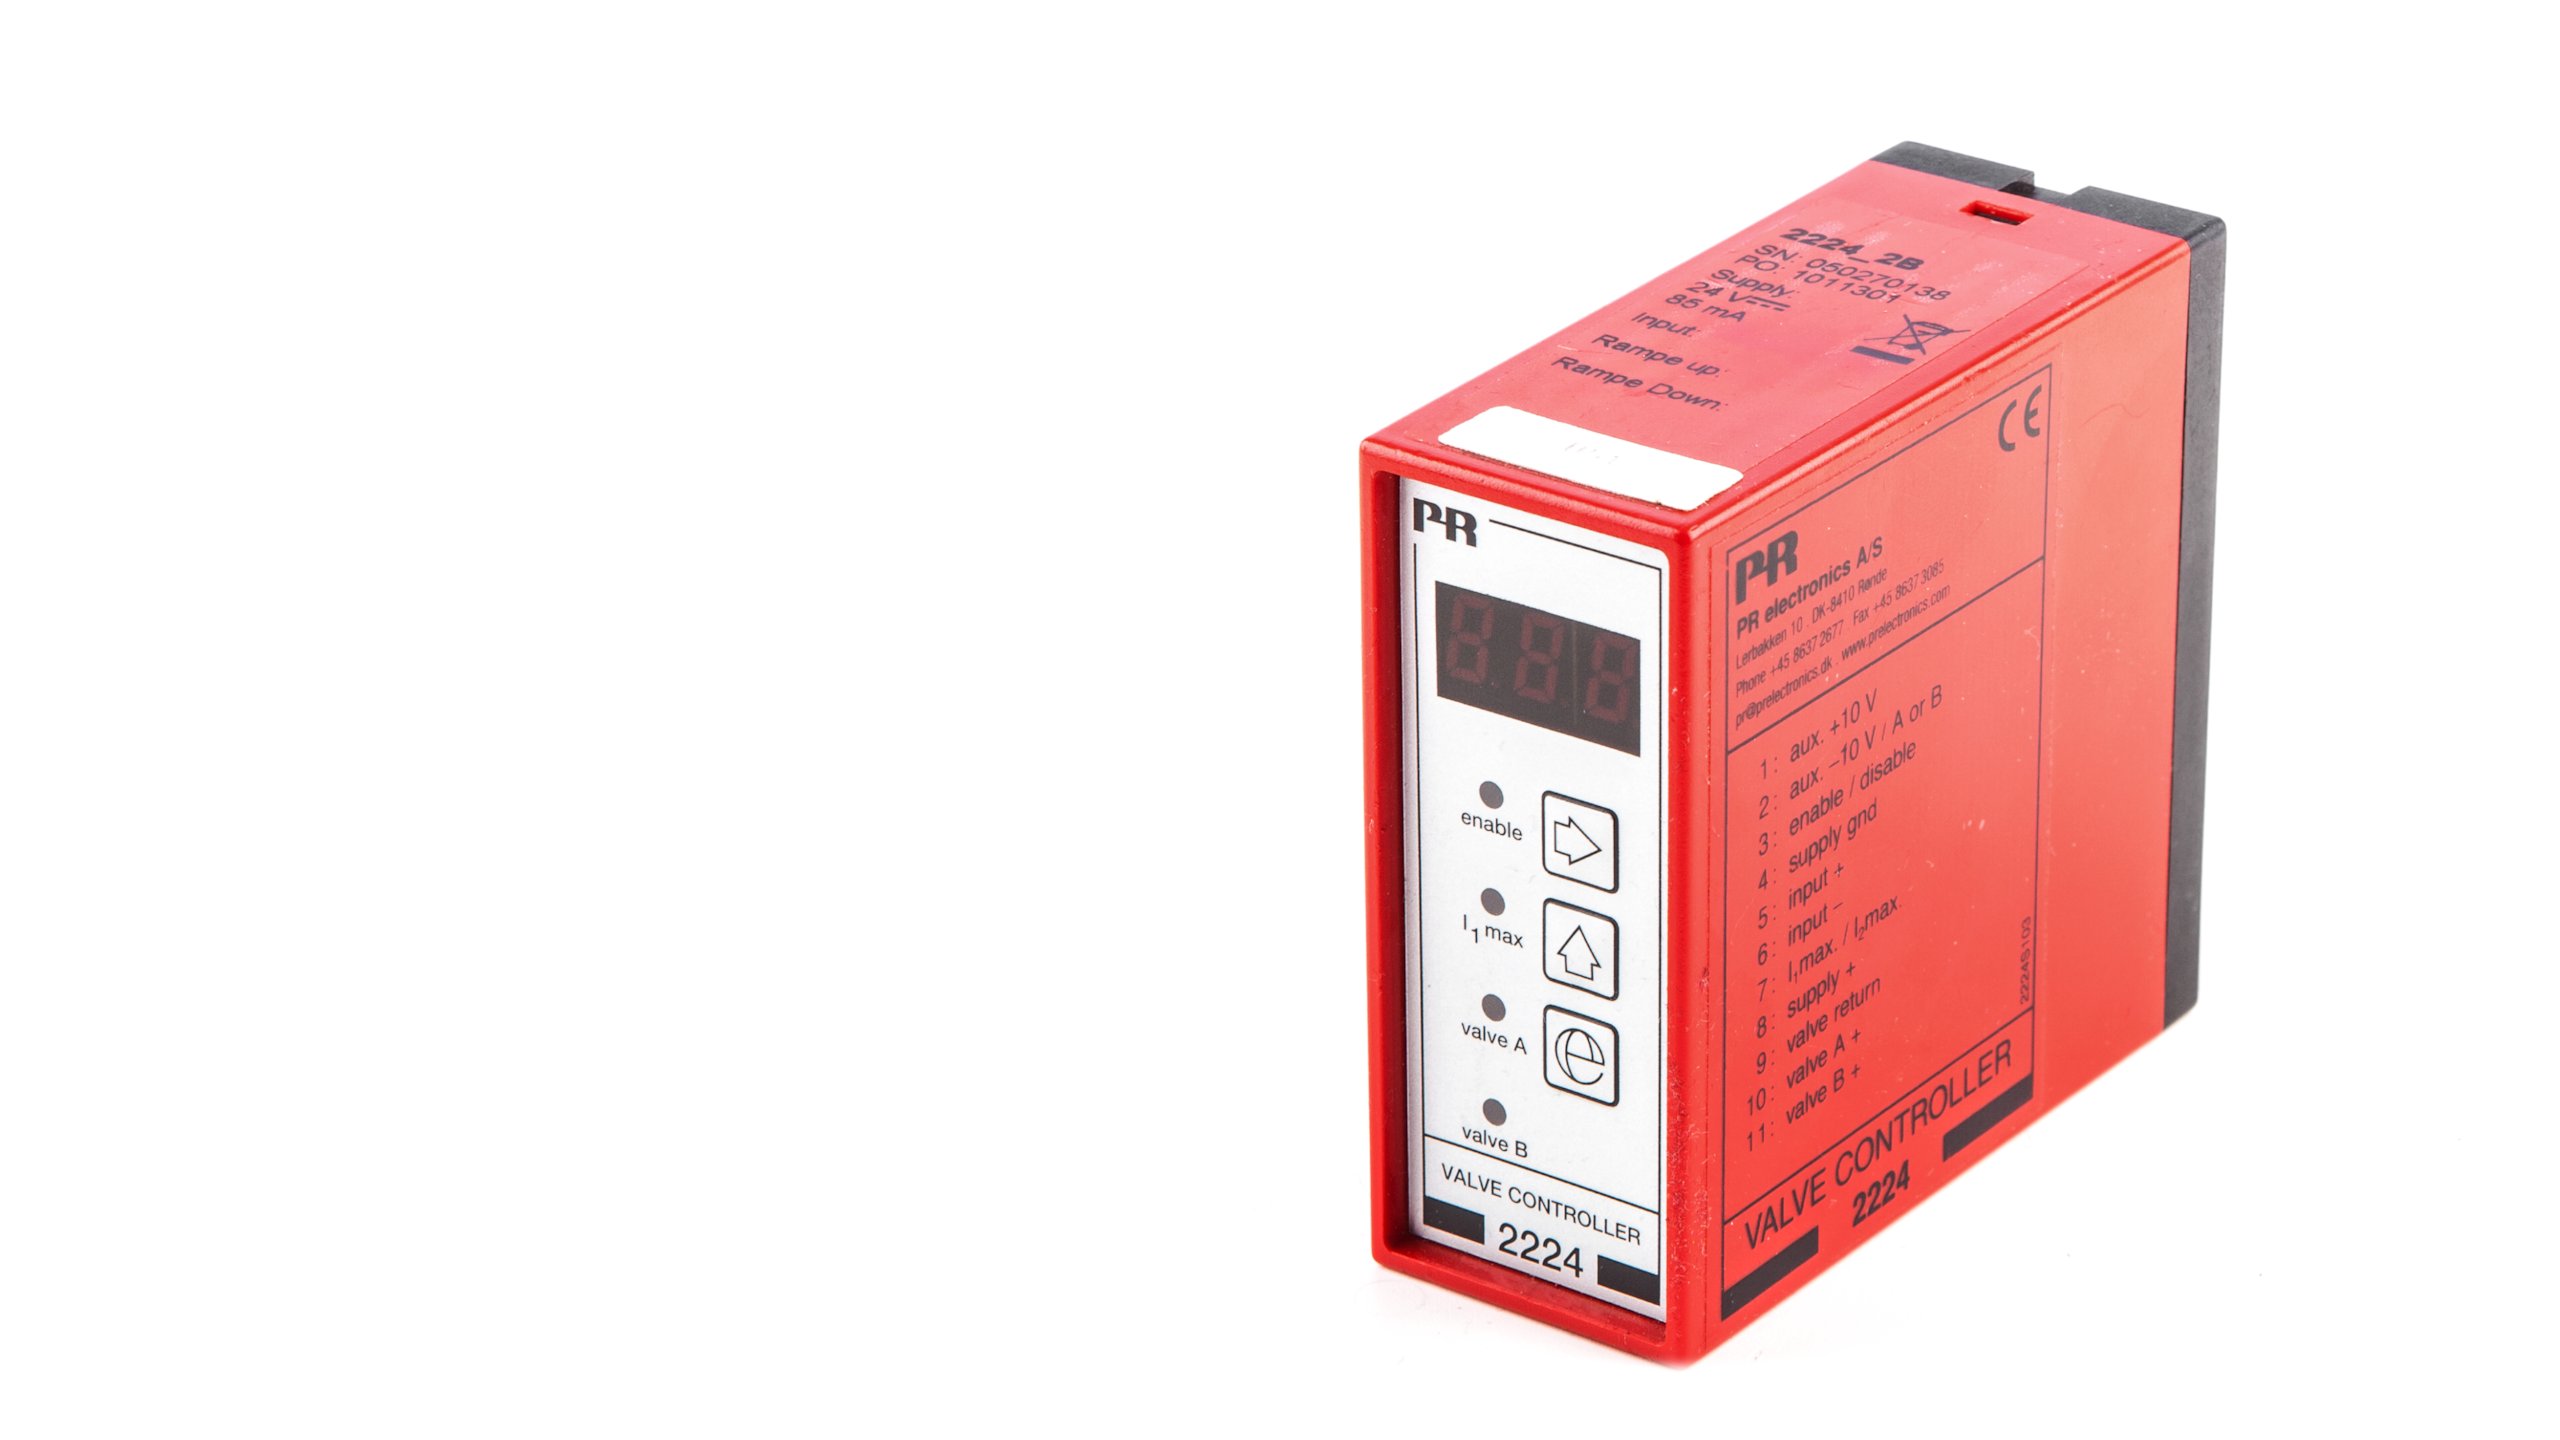 2224_ 2B
SN: 050270138
PO: 1011301
Supply:
24 V
85 mA
Input:
Rampe up:
Rampe Down:
PR
enable
I1 max
valve A
valve B
VALVE CONTROLLER
2224
CE
PR
PR electronics A/S
Lerbakken 10 . DK-8410 Rønde
Phone +45 8637 2677 . Fax +45 8637 3085
pr@prelectronics.dk . www.prelectronics.com
1: aux. +10 V
2: aux. –10 V / A or B
3: enable / disable
4: supply gnd
5: input +
6: input –
7: I1max. / I2max.
8: supply +
9: valve return
10: valve A +
11: valve B +
2224S103
VALVE CONTROLLER
2224